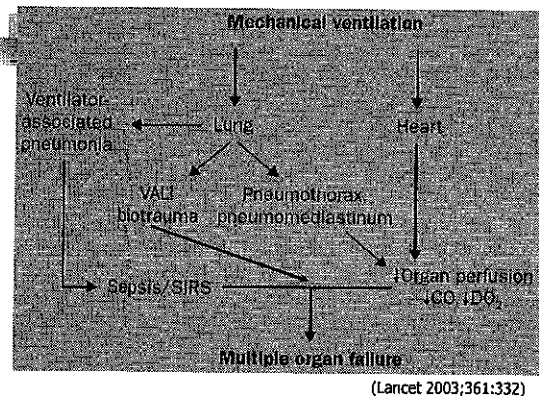 Mechanical ventilation
Ventilator-
associated
pneumonia
Lung
Heart
VALI
biotrauma
Pneumothorax
pneumomediastinum
Sepsis/SIRS
↓Organ perfusion
↓CO ↓DO₂
Multiple organ failure
(Lancet 2003;361:332)